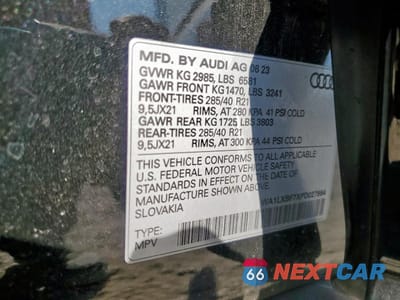 MFD. BY AUDI AG 08 23
GVWR KG 2985, LBS 6581
GAWR FRONT KG1470, LBS 3241
FRONT-TIRES 285/40 R21
9,5JX21 RIMS, AT 280 KPA 41 PSI COLD
GAWR REAR KG1725 LBS 3803
REAR-TIRES 285/40 R21
9,5JX21 RIMS, AT 300 KPA 44 PSI COLD
THIS VEHICLE CONFORMS TO ALL APPLICABLE
U.S. FEDERAL MOTOR VEHICLE SAFETY
STANDARDS IN EFFECT ON THE DATE OF
MANUFACTURE SHOWN ABOVE.
SLOVAKIA
TYPE:
MPV
66 NEXTCAR